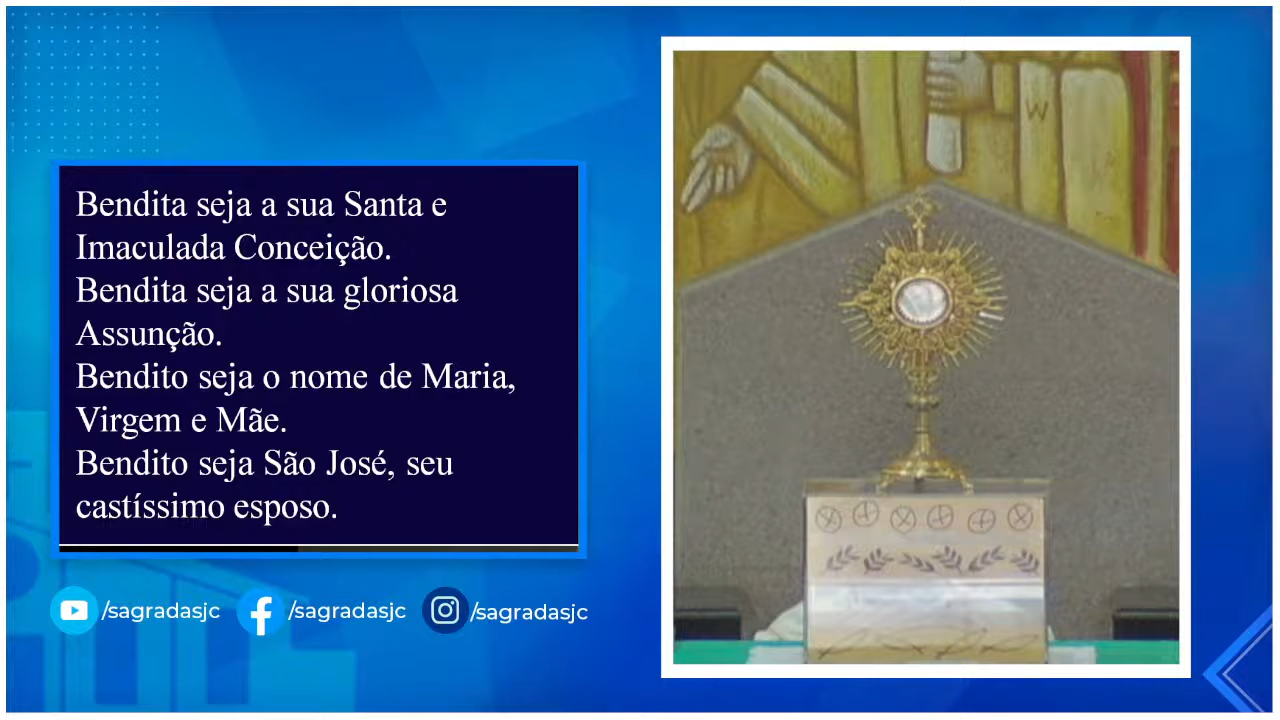 Bendita seja a sua Santa e
Imaculada Conceição.
Bendita seja a sua gloriosa
Assunção.
Bendito seja o nome de Maria,
Virgem e Mãe.
Bendito seja São José, seu
castíssimo esposo.
/sagradasjc /sagradasjc /sagradasjc
W